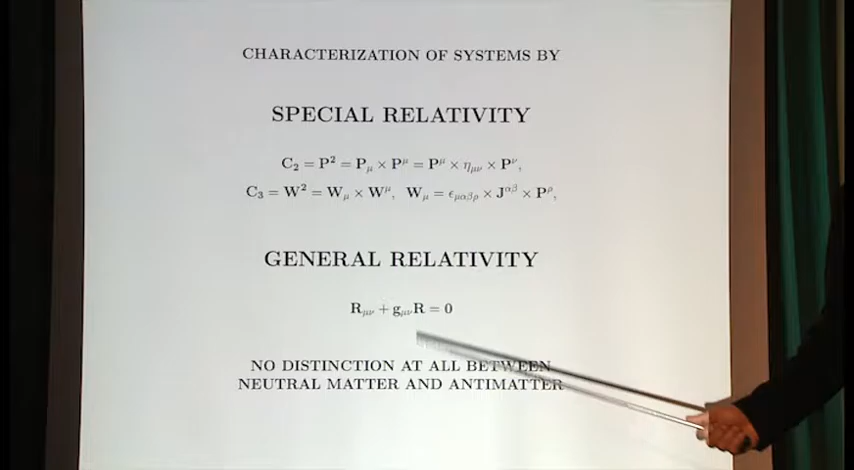 CHARACTERIZATION OF SYSTEMS BY
SPECIAL RELATIVITY
C₂ = P² = P_μ × P^μ = P^μ × η_μν × P^ν,
C₃ = W² = W_μ × W^μ, W_μ = ϵ_μαβρ × J^αβ × P^ρ,
GENERAL RELATIVITY
R_μν + g_μν R = 0
NO DISTINCTION AT ALL BETWEEN
NEUTRAL MATTER AND ANTIMATTER